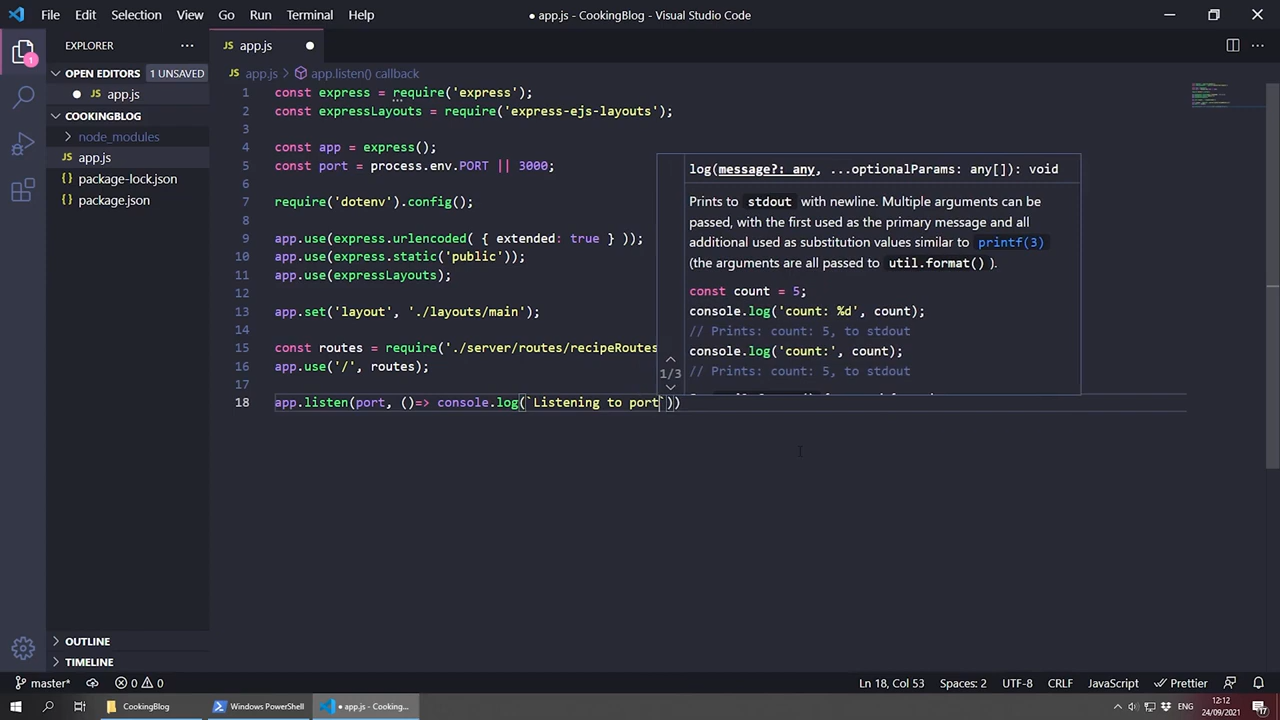 File Edit Selection View Go Run Terminal Help
● app.js - CookingBlog - Visual Studio Code
EXPLORER
OPEN EDITORS 1 UNSAVED
app.js
COOKINGBLOG
node_modules
app.js
package-lock.json
package.json
OUTLINE
TIMELINE
1
JS app.js
JS app.js > app.listen() callback
1 const express = require('express');
2 const expressLayouts = require('express-ejs-layouts');
3
4 const app = express();
5 const port = process.env.PORT || 3000;
6
7 require('dotenv').config();
8
9 app.use(express.urlencoded( { extended: true } ));
10 app.use(express.static('public'));
11 app.use(expressLayouts);
12
13 app.set('layout', './layouts/main');
14
15 const routes = require('./server/routes/recipeRoutes
16 app.use('/', routes);
17
18 app.listen(port, ()=> console.log(`Listening to port`))
log(message?: any, ...optionalParams: any[]): void
Prints to stdout with newline. Multiple arguments can be
passed, with the first used as the primary message and all
additional used as substitution values similar to printf(3)
(the arguments are all passed to util.format() ).
const count = 5;
console.log('count: %d', count);
// Prints: count: 5, to stdout
console.log('count:', count);
// Prints: count: 5, to stdout
1/3
master* 0 0 Ln 18, Col 53 Spaces: 2 UTF-8 CRLF JavaScript Prettier
CookingBlog Windows PowerShell ● app.js - Cooking... ENG 12:12
24/09/2021